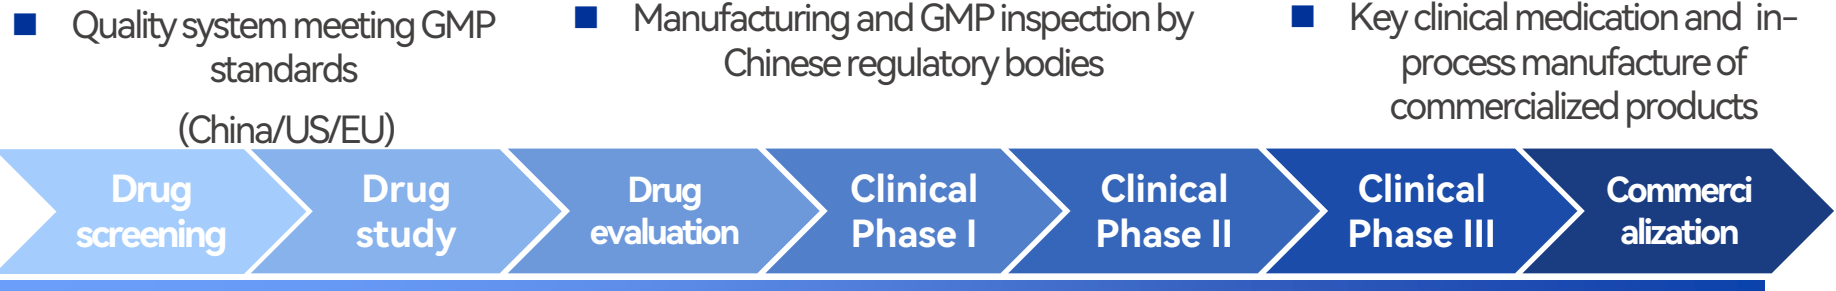 Quality system meeting GMP
standards
(China/US/EU)
Manufacturing and GMP inspection by
Chinese regulatory bodies
Key clinical medication and in-
process manufacture of
commercialized products
Drug
screening
Drug
study
Drug
evaluation
Clinical
Phase I
Clinical
Phase II
Clinical
Phase III
Commerci
alization